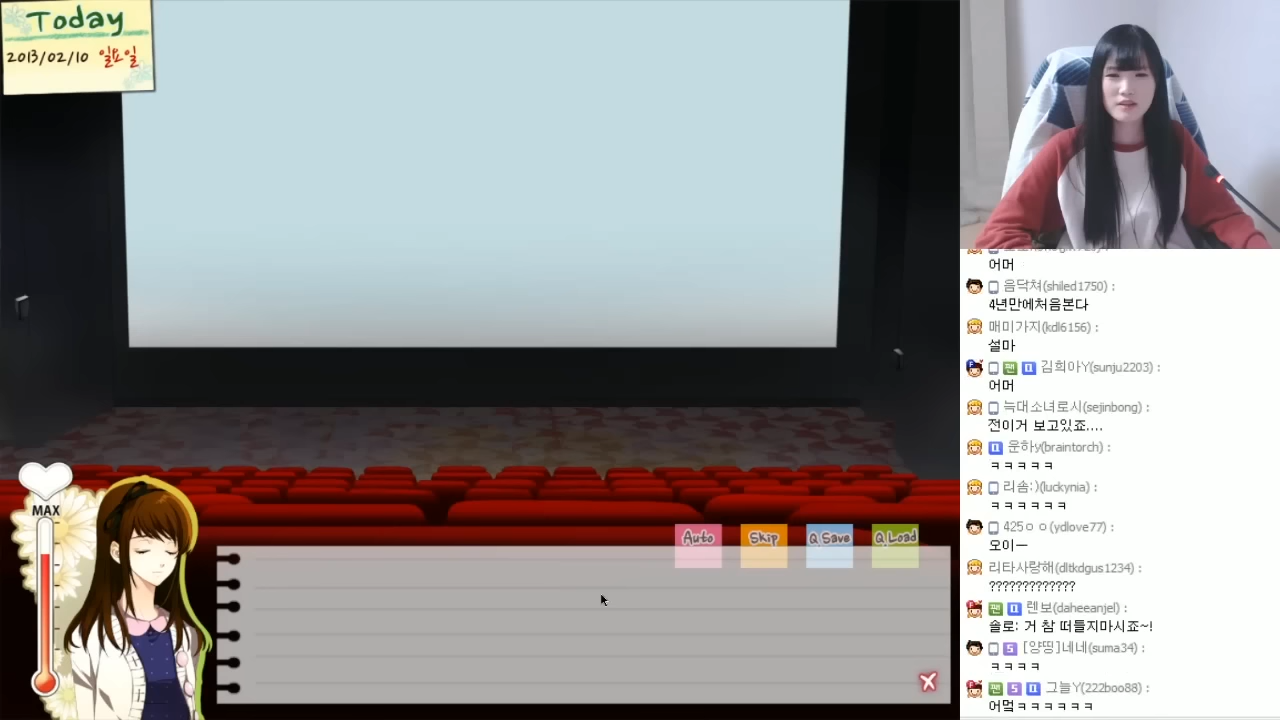 Today
2013/02/10 일요일
MAX
Auto
Skip
Q Save
Q Load
어머
음닥쳐(shiled1750) :
4년만에처음본다
매미가지(kdl6156) :
설마
팬 김희아Y(sunju2203) :
어머
늑대소녀로시(sejinbong) :
전이거 보고있죠....
운하y(braintorch) :
ㅋㅋㅋㅋㅋ
리솜:)(luckynia) :
ㅋㅋㅋㅋㅋㅋ
425ㅇㅇ(ydlove77) :
오이ㅡ
리타사랑해(dltkdgus1234) :
?????????????
팬 렌보(daheeanjel) :
솔로: 거 참 떠들지마시죠~!
S [양띵]네네(suma34) :
ㅋㅋㅋㅋ
팬 S 그늘Y(222boo88) :
어멐ㅋㅋㅋㅋㅋㅋ